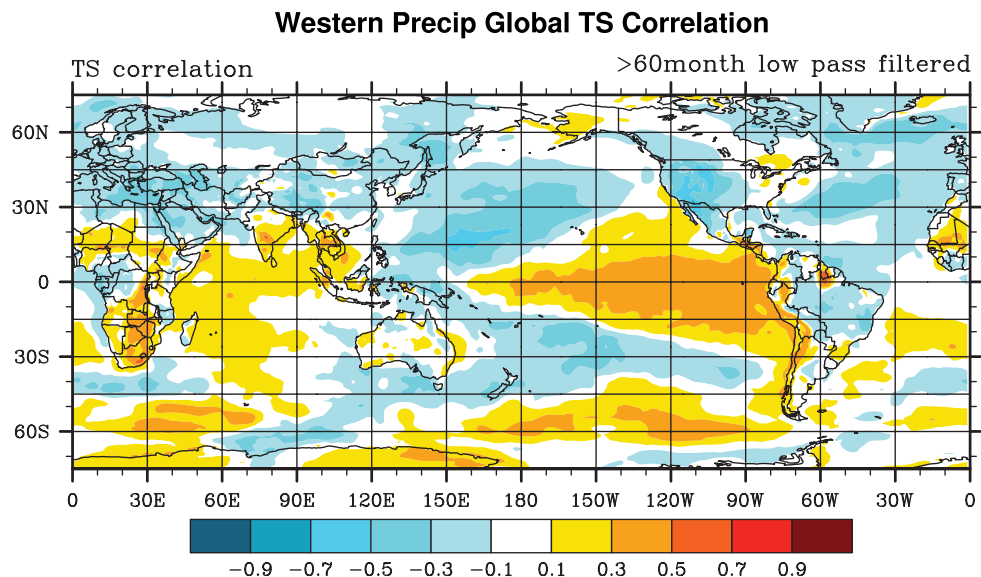 Western Precip Global TS Correlation
TS correlation >60month low pass filtered
60N
30N
0
30S
60S
0 30E 60E 90E 120E 150E 180 150W 120W 90W 60W 30W 0
−0.9 −0.7 −0.5 −0.3 −0.1 0.1 0.3 0.5 0.7 0.9